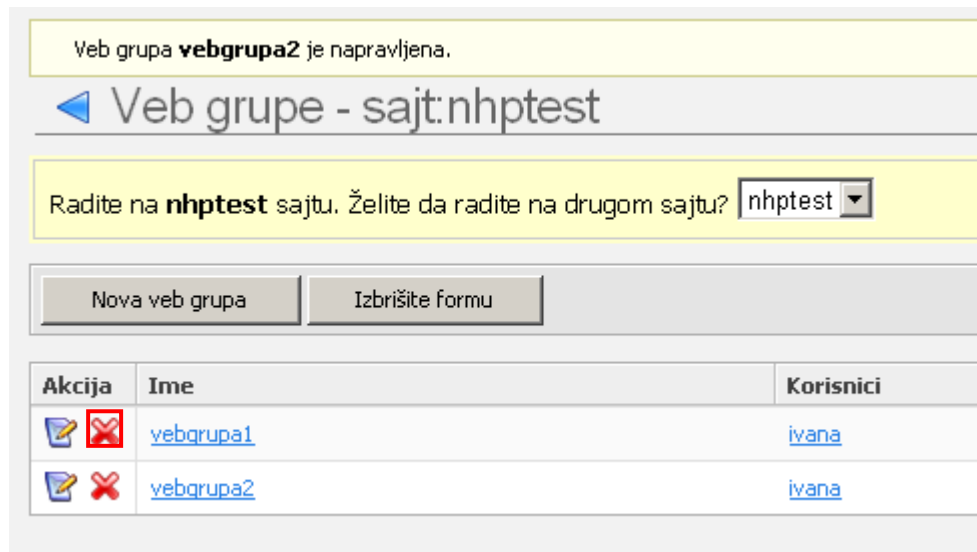 Veb grupa vebgrupa2 je napravljena.
Veb grupe - sajt:nhptest
Radite na nhptest sajtu. Želite da radite na drugom sajtu? nhptest
Nova veb grupa Izbrišite formu
Akcija Ime Korisnici
vebgrupa1 ivana
vebgrupa2 ivana